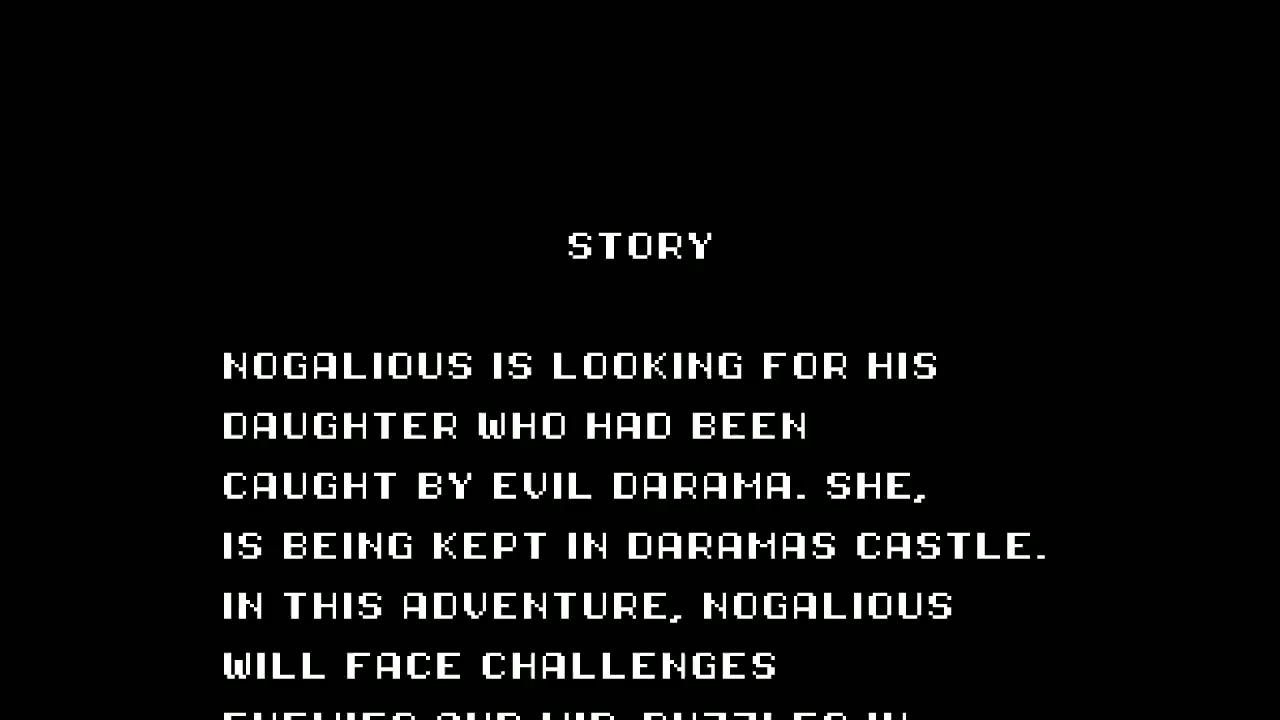 STORY
NOGALIOUS IS LOOKING FOR HIS
DAUGHTER WHO HAD BEEN
CAUGHT BY EVIL DARAMA. SHE,
IS BEING KEPT IN DARAMAS CASTLE.
IN THIS ADVENTURE, NOGALIOUS
WILL FACE CHALLENGES